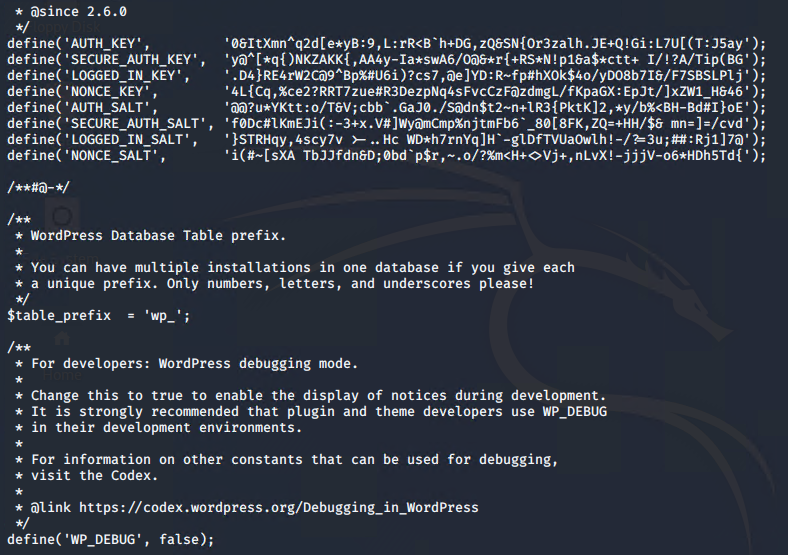 * @since 2.6.0
*/
define('AUTH_KEY', '0&ItXmn^q2d[e*yB:9,L:rR<B`h+DG,zQ&SN{Or3zalh.JE+Q!Gi:L7U[(T:J5ay');
define('SECURE_AUTH_KEY', 'y@^[*q{)NKZAKK{,AA4y-Ia*swA6/O@&*r{+RS*N!p1&a$*ctt+ I/!?A/Tip(BG');
define('LOGGED_IN_KEY', '.D4}RE4rW2C@9^Bp%#U6i)?cs7,@e]YD:R~fp#hXOk$4o/yDO8b7I&/F7SBSLPlj');
define('NONCE_KEY', '4L{Cq,%ce2?RRT7zue#R3DezpNq4sFvcCzF@zdmgL/fKpaGX:EpJt/]xZW1_H&46');
define('AUTH_SALT', '@@?u*YKtt:o/T&V;cbb`.GaJ0./S@dn$t2~n+lR3{PktK]2,*y/b%<BH-Bd#I}oE');
define('SECURE_AUTH_SALT', 'f0Dc#lKmEJi(:-3+x.V#]Wy@mCmp%njtmFb6`_80[8FK,ZQ=+HH/$& mn=]=/cvd');
define('LOGGED_IN_SALT', '}STRHqy,4scy7v >-..Hc WD*h7rnYq]H`-glDfTVUaOwlh!-/?=3u;##:Rj1]7@');
define('NONCE_SALT', 'i(#~[sXA TbJJfdn&D;0bd`p$r,~.o/?%m<H+<>Vj+,nLvX!-jjjV-o6*HDh5Td{');
/**#@-*/
/**
* WordPress Database Table prefix.
*
* You can have multiple installations in one database if you give each
* a unique prefix. Only numbers, letters, and underscores please!
*/
$table_prefix = 'wp_';
/**
* For developers: WordPress debugging mode.
*
* Change this to true to enable the display of notices during development.
* It is strongly recommended that plugin and theme developers use WP_DEBUG
* in their development environments.
*
* For information on other constants that can be used for debugging,
* visit the Codex.
*
* @link https://codex.wordpress.org/Debugging_in_WordPress
*/
define('WP_DEBUG', false);